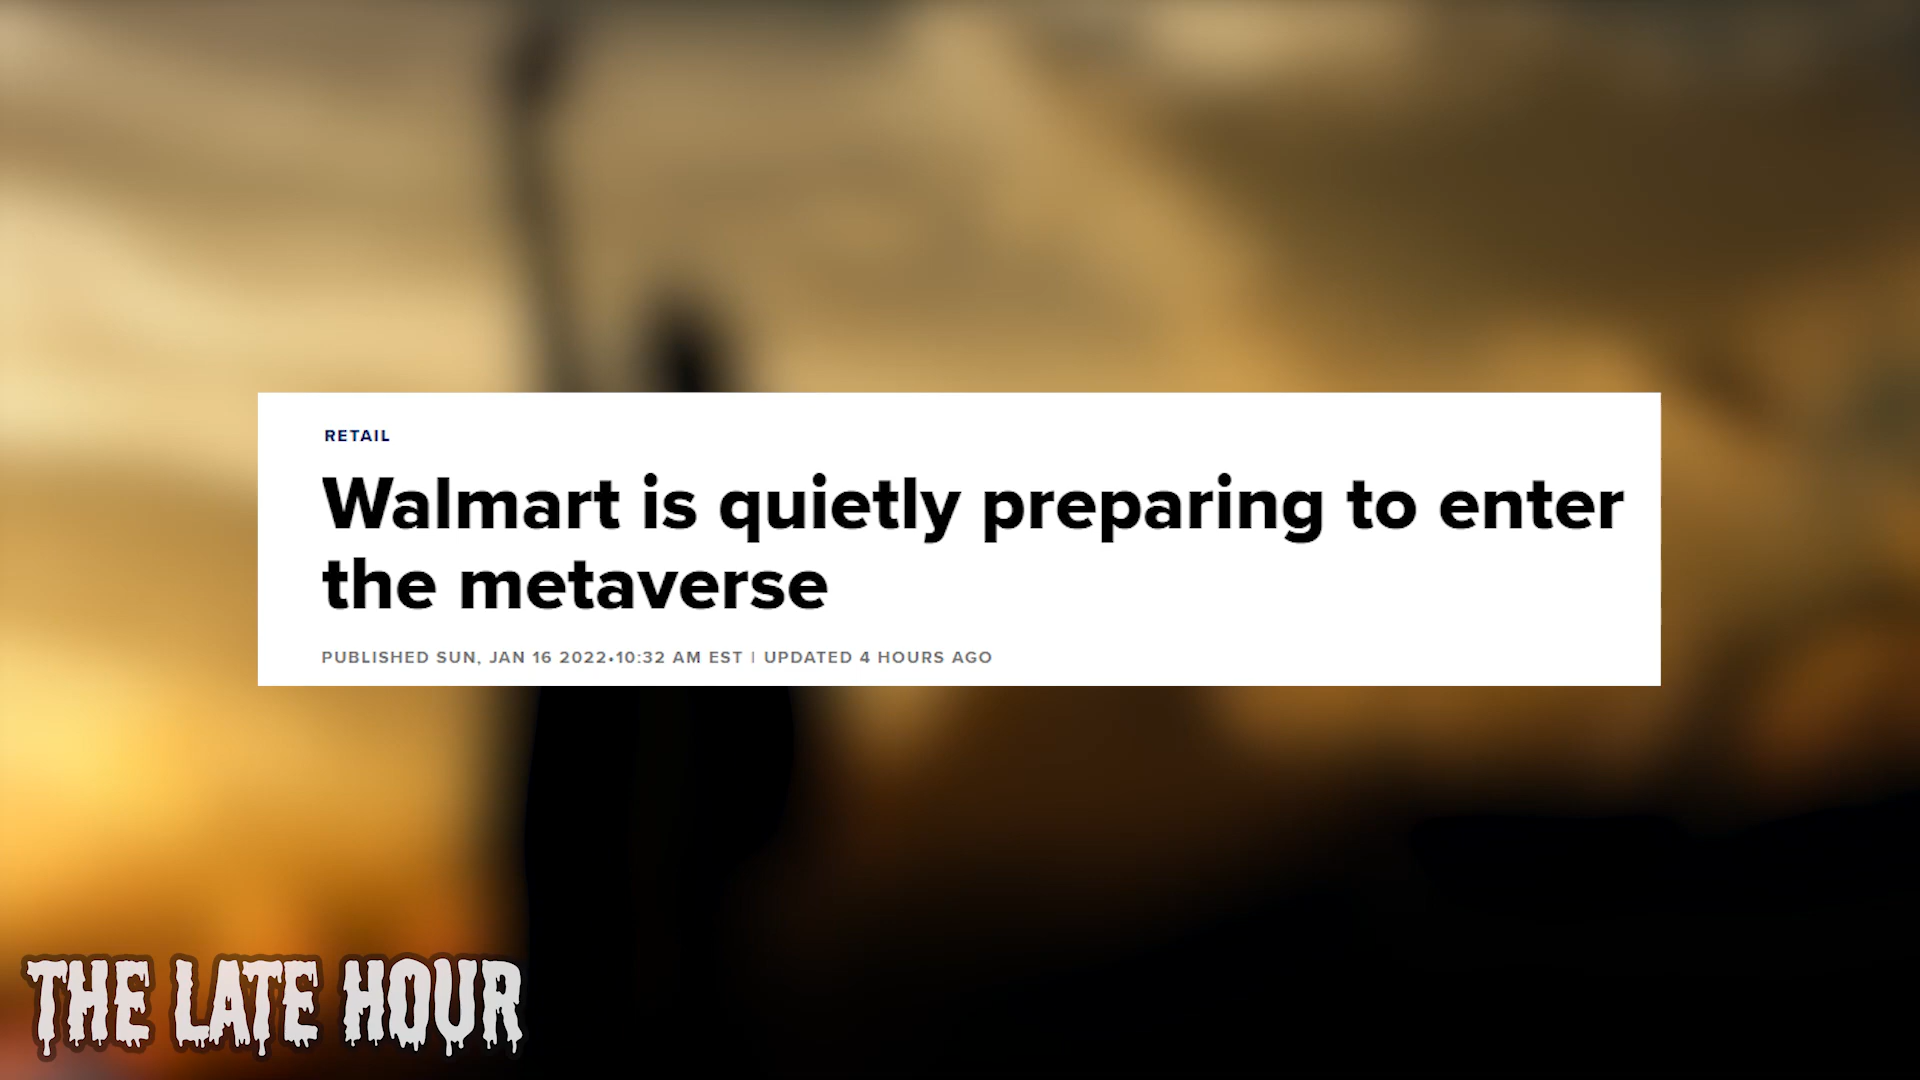 RETAIL
Walmart is quietly preparing to enter
the metaverse
PUBLISHED SUN, JAN 16 2022•10:32 AM EST | UPDATED 4 HOURS AGO
THE LATE HOUR